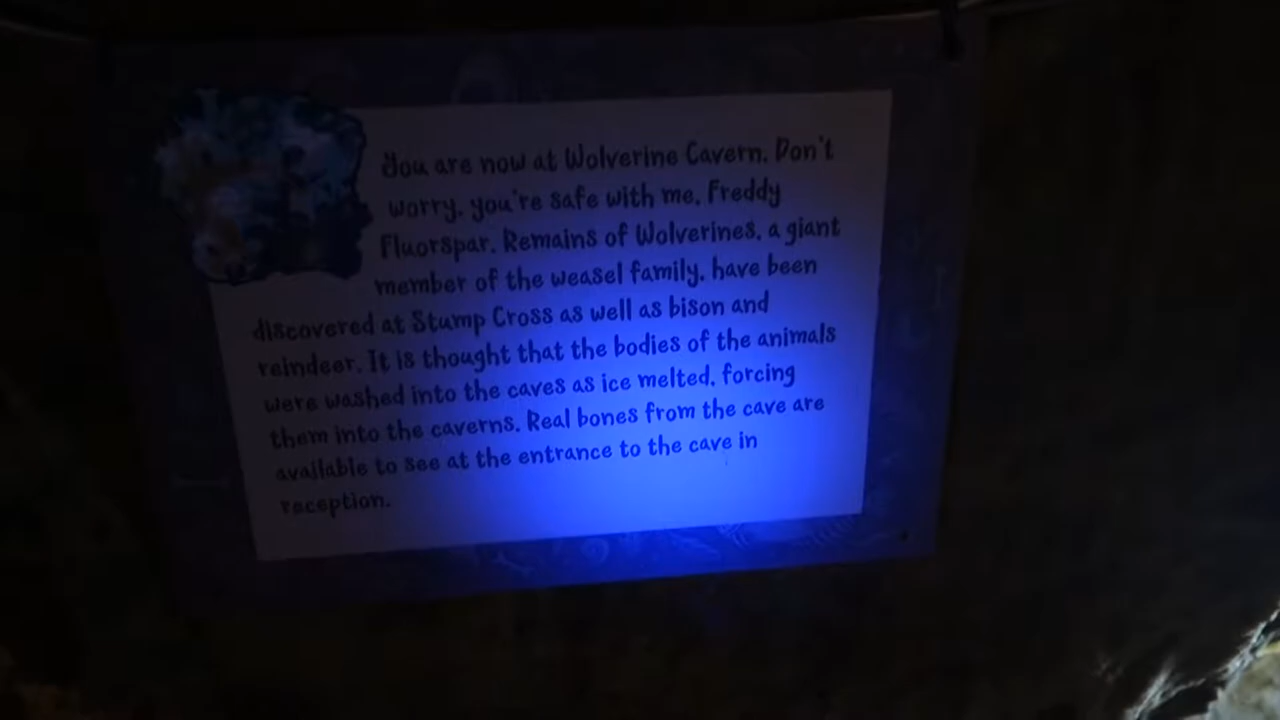 You are now at Wolverine Cavern. Don't
worry, you're safe with me, Freddy
Fluorspar. Remains of Wolverines, a giant
member of the weasel family, have been
discovered at Stump Cross as well as bison and
reindeer. It is thought that the bodies of the animals
were washed into the caves as ice melted, forcing
them into the caverns. Real bones from the cave are
available to see at the entrance to the cave in
reception.